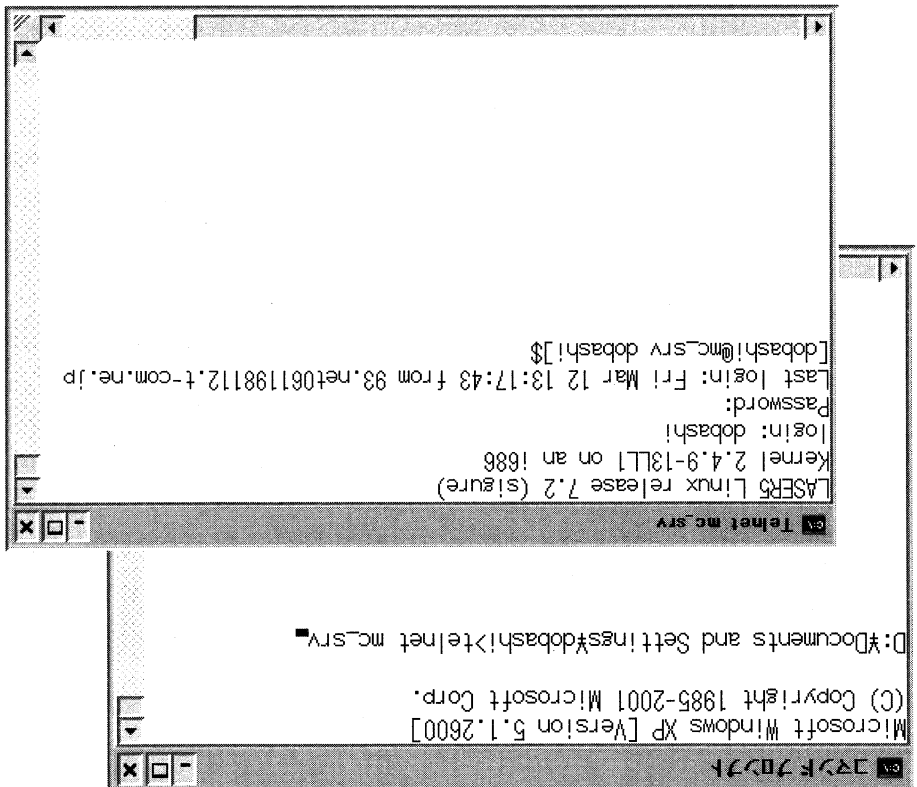 コマンド プロンプト
Microsoft Windows XP [Version 5.1.2600]
(C) Copyright 1985-2001 Microsoft Corp.
D:¥Documents and Settings¥dobashi>telnet mc_srv
Telnet mc_srv
LASER5 Linux release 7.2 (sigure)
Kernel 2.4.9-13LL1 on an i686
login: dobashi
Password:
Last login: Fri Mar 12 13:17:43 from 93.net061198112.t-com.ne.jp
[dobashi@mc_srv dobashi]$